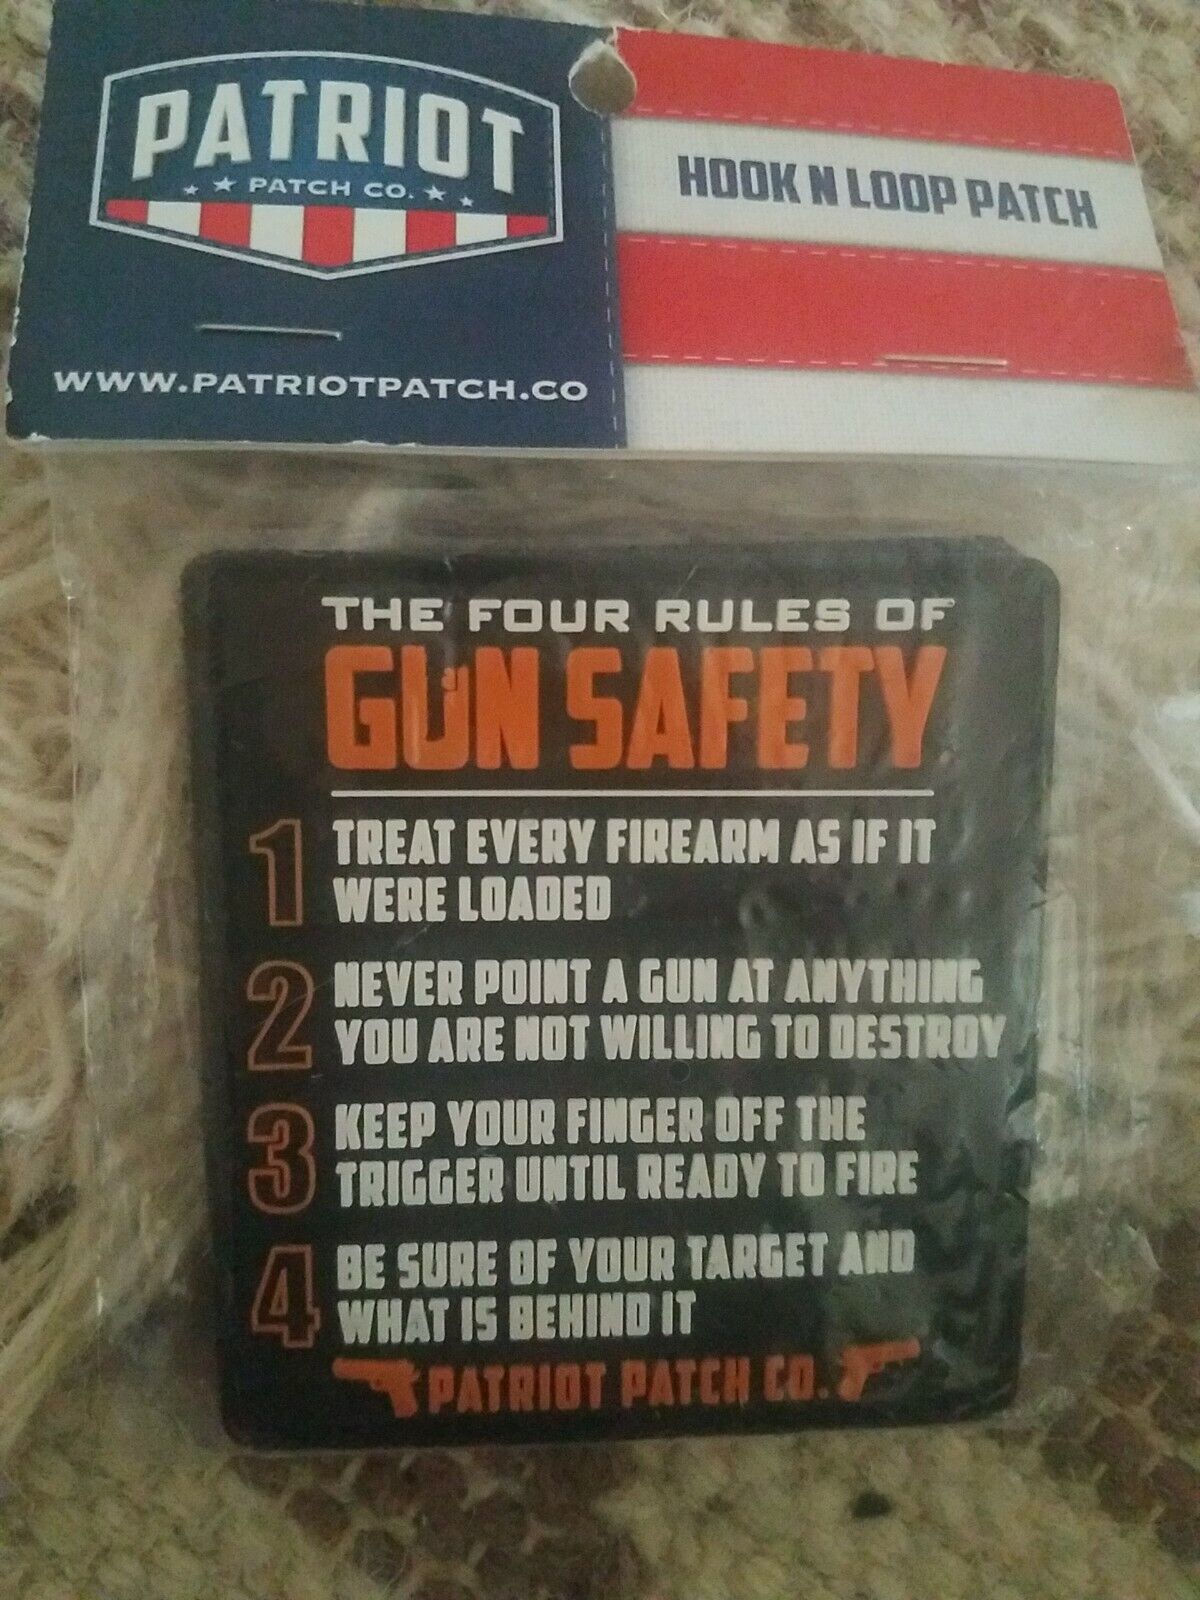 PATRIOT
PATCH CO.
WWW.PATRIOTPATCH.CO
HOOK N LOOP PATCH
THE FOUR RULES OF
GUN SAFETY
1 TREAT EVERY FIREARM AS IF IT
WERE LOADED
2 NEVER POINT A GUN AT ANYTHING
YOU ARE NOT WILLING TO DESTROY
3 KEEP YOUR FINGER OFF THE
TRIGGER UNTIL READY TO FIRE
4 BE SURE OF YOUR TARGET AND
WHAT IS BEHIND IT
PATRIOT PATCH CO.